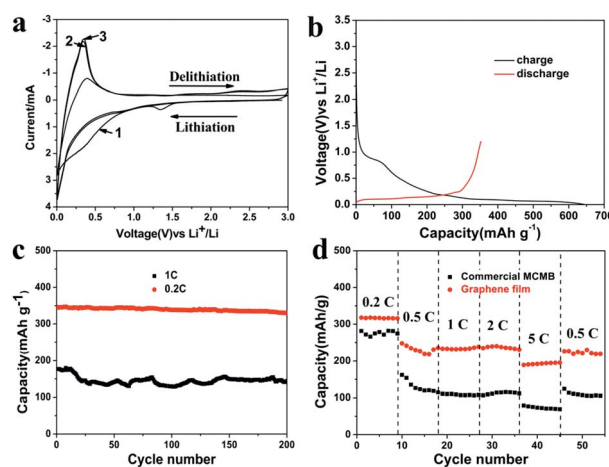 a
-3
-2
-1
0
1
2
3
4
0.0 0.5 1.0 1.5 2.0 2.5 3.0
Current/mA
Voltage(V)vs Li+/Li
2 3
1
Delithiation
Lithiation
b
3.5
3.0
2.5
2.0
1.5
1.0
0.5
0.0
0 100 200 300 400 500 600 700
Voltage(V)vs Li+/Li
Capacity(mAh g-1)
charge
discharge
c
500
400
300
200
100
0
0 50 100 150 200
Capacity(mAh g-1)
Cycle number
1C
0.2C
d
500
400
300
200
100
0
0 10 20 30 40 50
Capacity(mAh/g)
Cycle number
Commercial MCMB
Graphene film
0.2 C
0.5 C
1 C
2 C
5 C
0.5 C